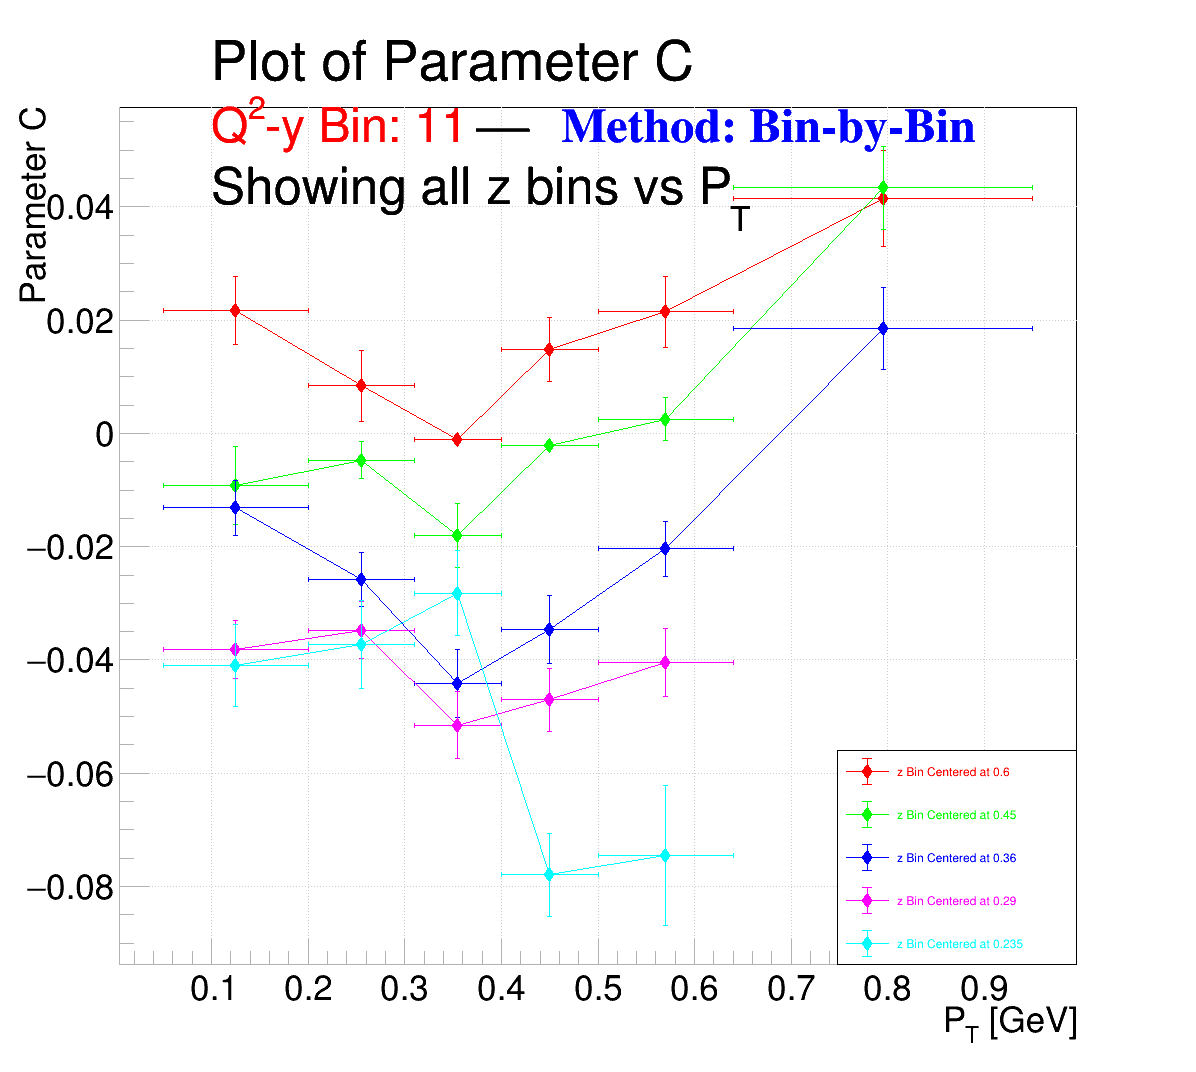 Plot of Parameter C
Q²-y Bin: 11 — Method: Bin-by-Bin
Showing all z bins vs P_T
Parameter C
0.04
0.02
0
−0.02
−0.04
−0.06
−0.08
z Bin Centered at 0.6
z Bin Centered at 0.45
z Bin Centered at 0.36
z Bin Centered at 0.29
z Bin Centered at 0.235
0.1 0.2 0.3 0.4 0.5 0.6 0.7 0.8 0.9
P_T [GeV]